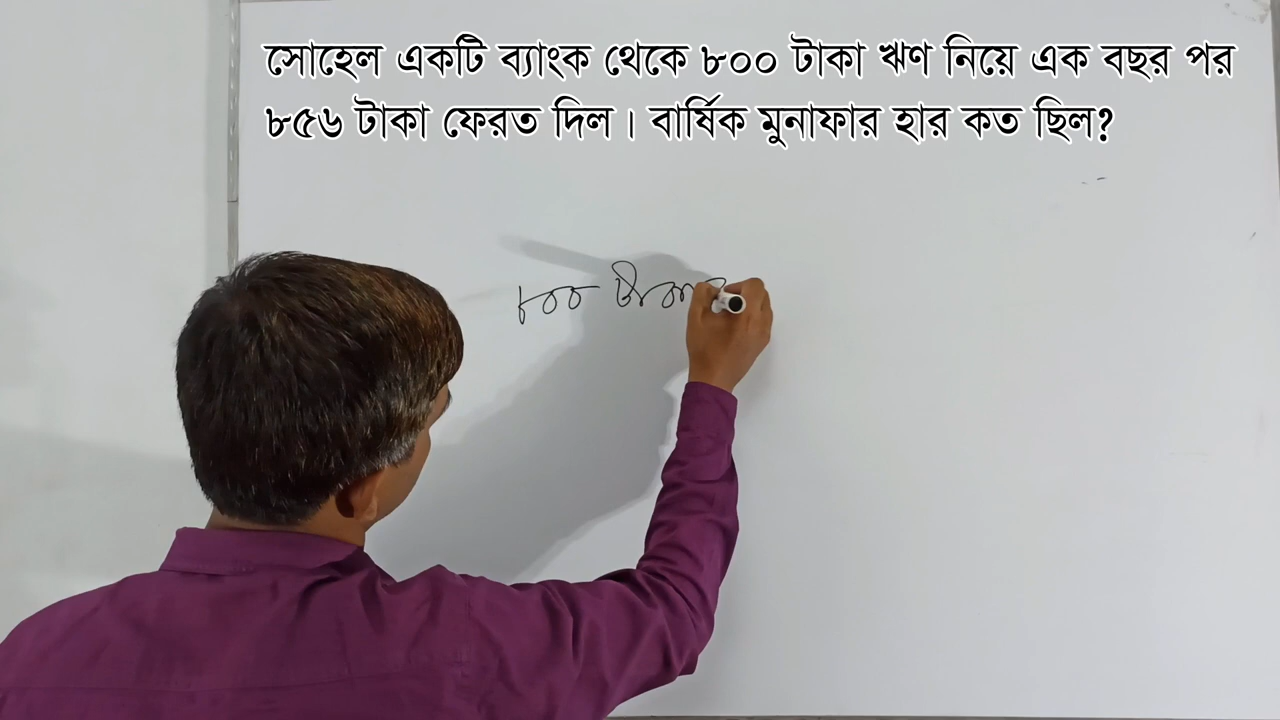 সোহেল একটি ব্যাংক থেকে ৮০০ টাকা ঋণ নিয়ে এক বছর পর
৮৫৬ টাকা ফেরত দিল। বার্ষিক মুনাফার হার কত ছিল?
৮০০ টাকায়